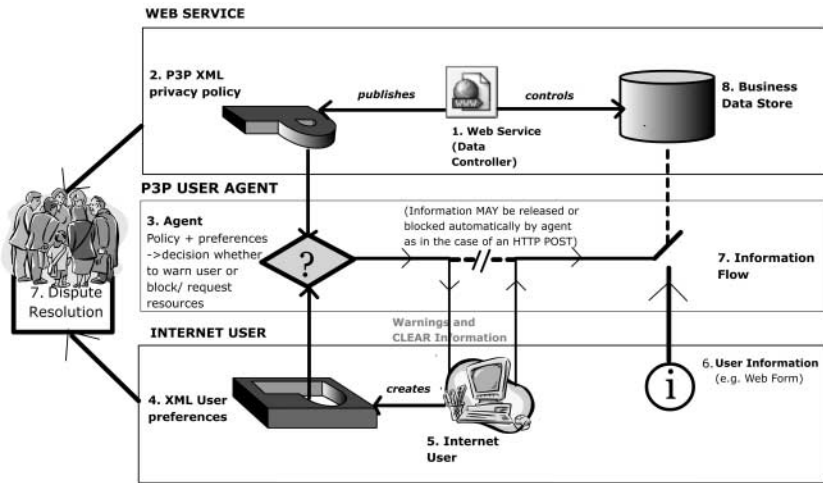 WEB SERVICE
2. P3P XML
privacy policy
publishes
controls
1. Web Service
(Data
Controller)
8. Business
Data Store
P3P USER AGENT
3. Agent
Policy + preferences
->decision whether
to warn user or
block/ request
resources
?
(Information MAY be released or
blocked automatically by agent
as in the case of an HTTP POST)
7. Information
Flow
7. Dispute
Resolution
INTERNET USER
Warnings and
CLEAR Information
4. XML User
preferences
creates
5. Internet
User
i
6. User Information
(e.g. Web Form)